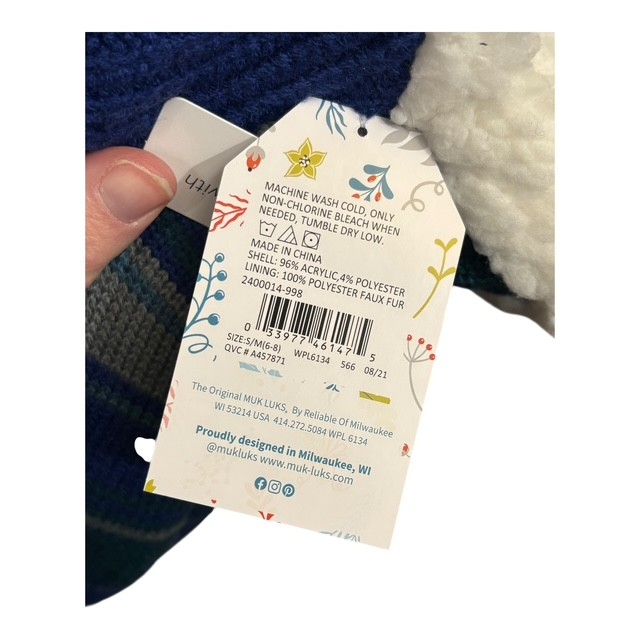 with
MACHINE WASH COLD, ONLY
NON-CHLORINE BLEACH WHEN
NEEDED, TUMBLE DRY LOW.
MADE IN CHINA
SHELL: 96% ACRYLIC,4% POLYESTER
LINING: 100% POLYESTER FAUX FUR
2400014-998
0 33977 46147 5
SIZE:S/M(6-8) WPL6134 566 08/21
QVC # A457871
The Original MUK LUKS, By Reliable Of Milwaukee
WI 53214 USA 414.272.5084 WPL 6134
Proudly designed in Milwaukee, WI
@mukluks www.muk-luks.com